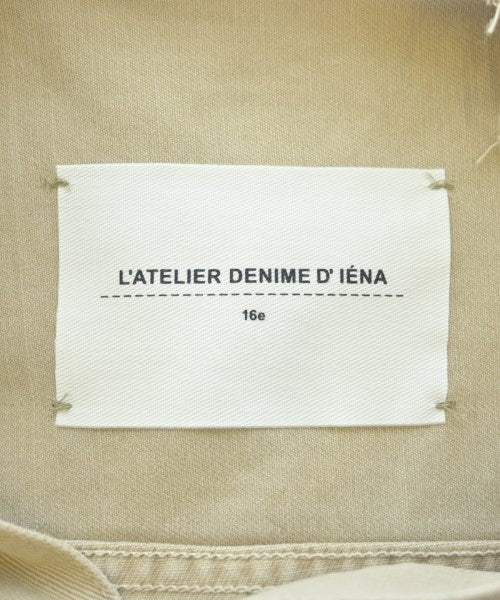 L'ATELIER DENIME D' IÉNA
16e